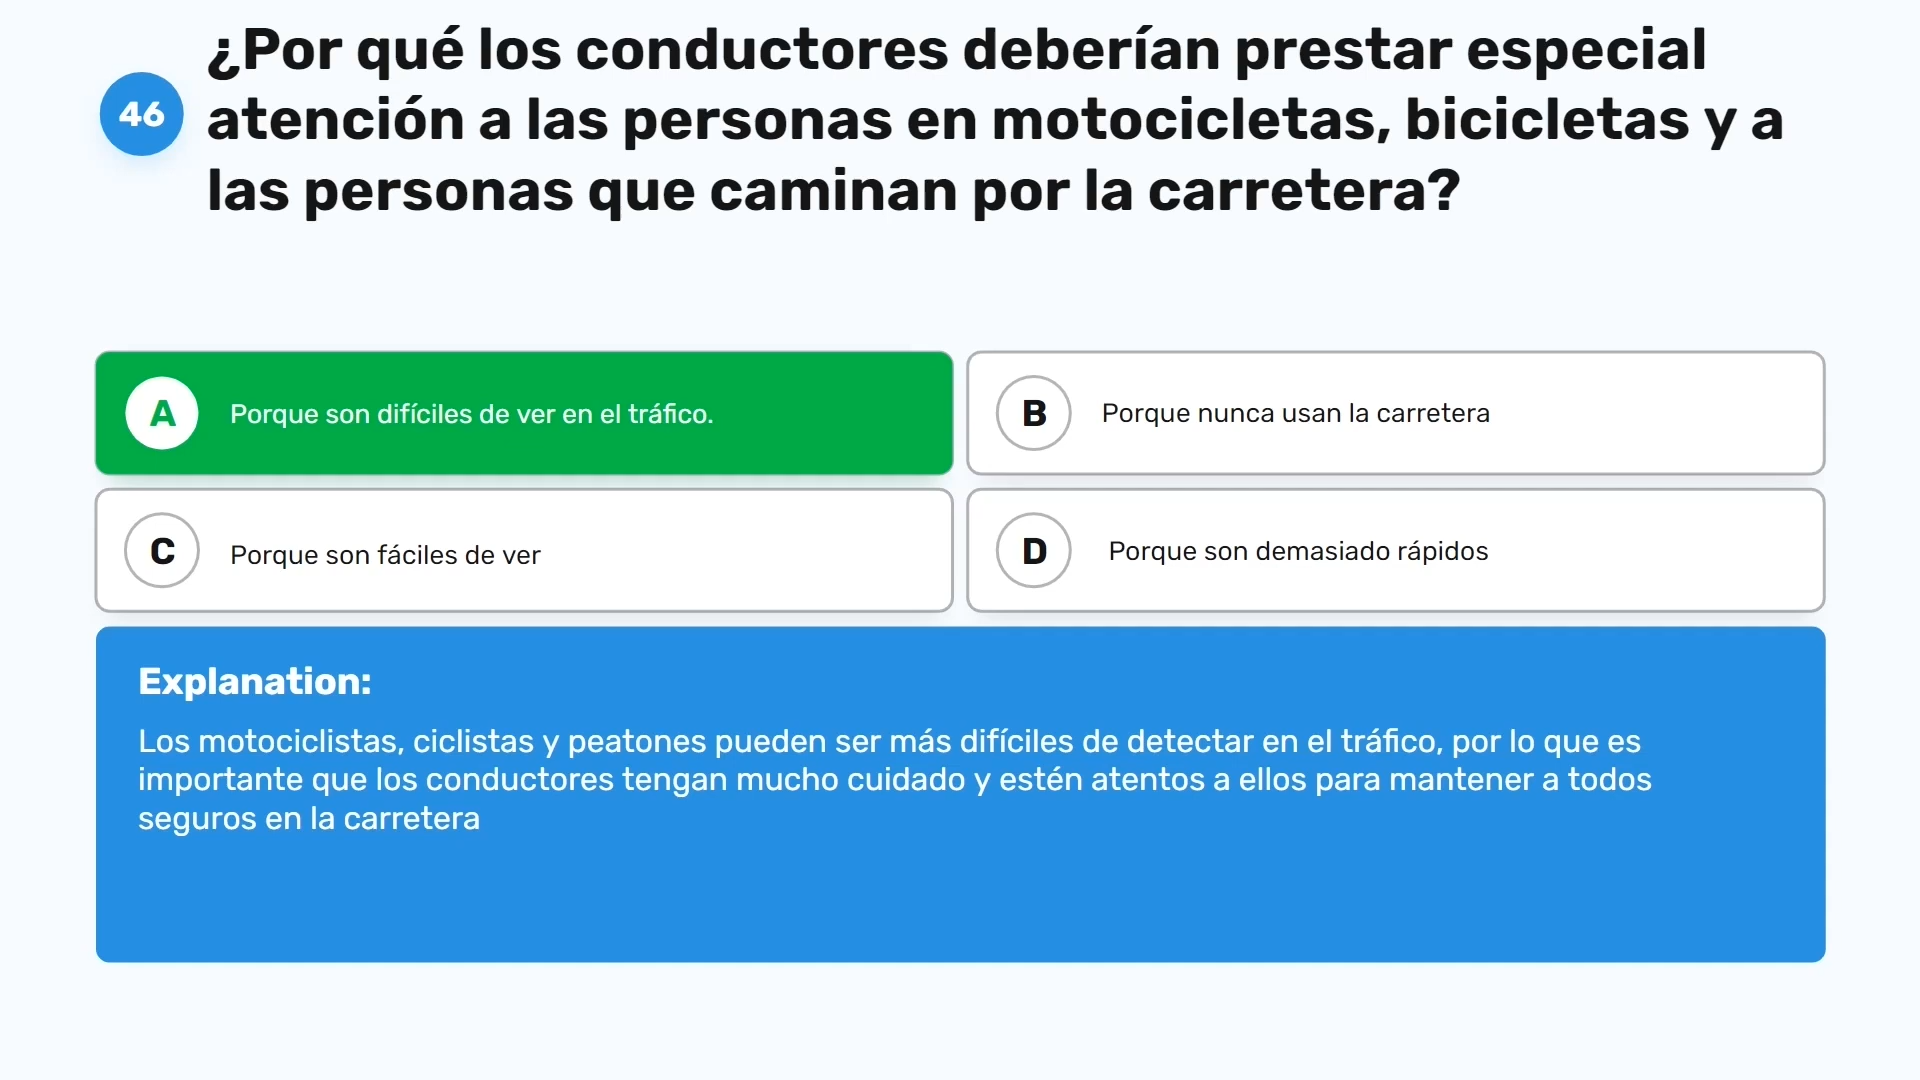 46
¿Por qué los conductores deberían prestar especial
atención a las personas en motocicletas, bicicletas y a
las personas que caminan por la carretera?
A
Porque son difíciles de ver en el tráfico.
B
Porque nunca usan la carretera
C
Porque son fáciles de ver
D
Porque son demasiado rápidos
Explanation:
Los motociclistas, ciclistas y peatones pueden ser más difíciles de detectar en el tráfico, por lo que es
importante que los conductores tengan mucho cuidado y estén atentos a ellos para mantener a todos
seguros en la carretera